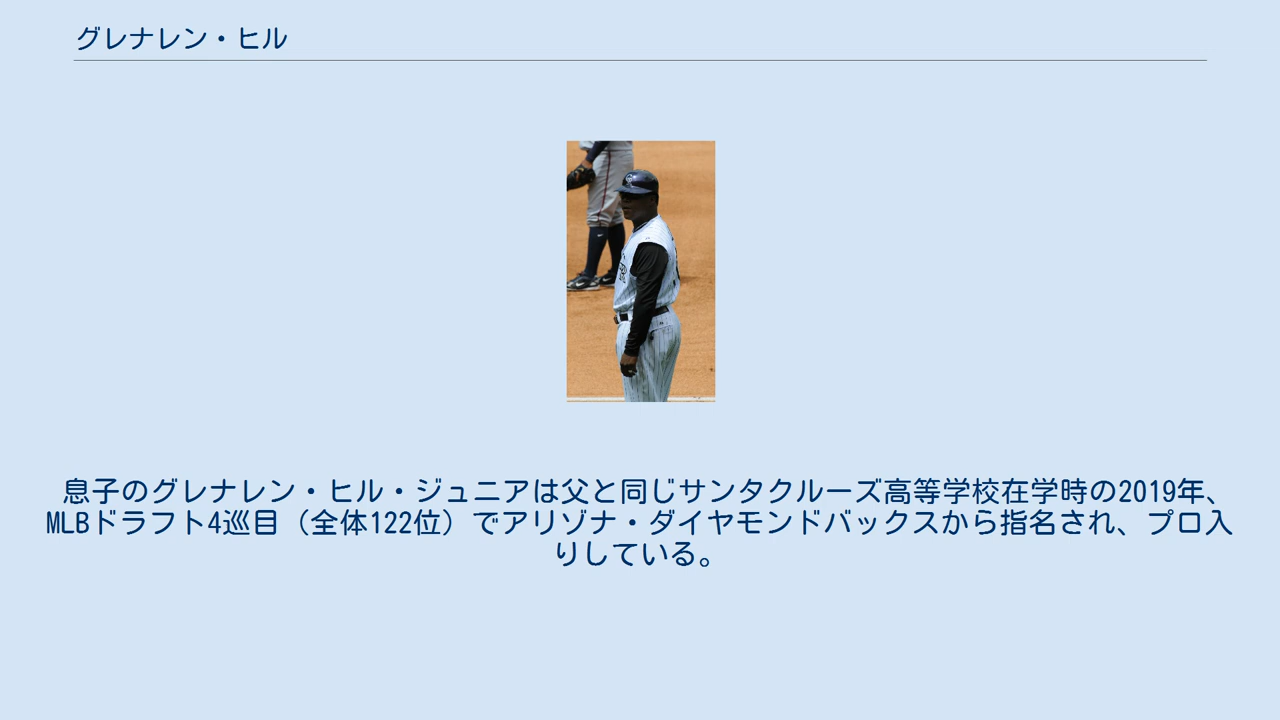 グレナレン・ヒル
息子のグレナレン・ヒル・ジュニアは父と同じサンタクルーズ高等学校在学時の2019年、
MLBドラフト4巡目（全体122位）でアリゾナ・ダイヤモンドバックスから指名され、プロ入
りしている。